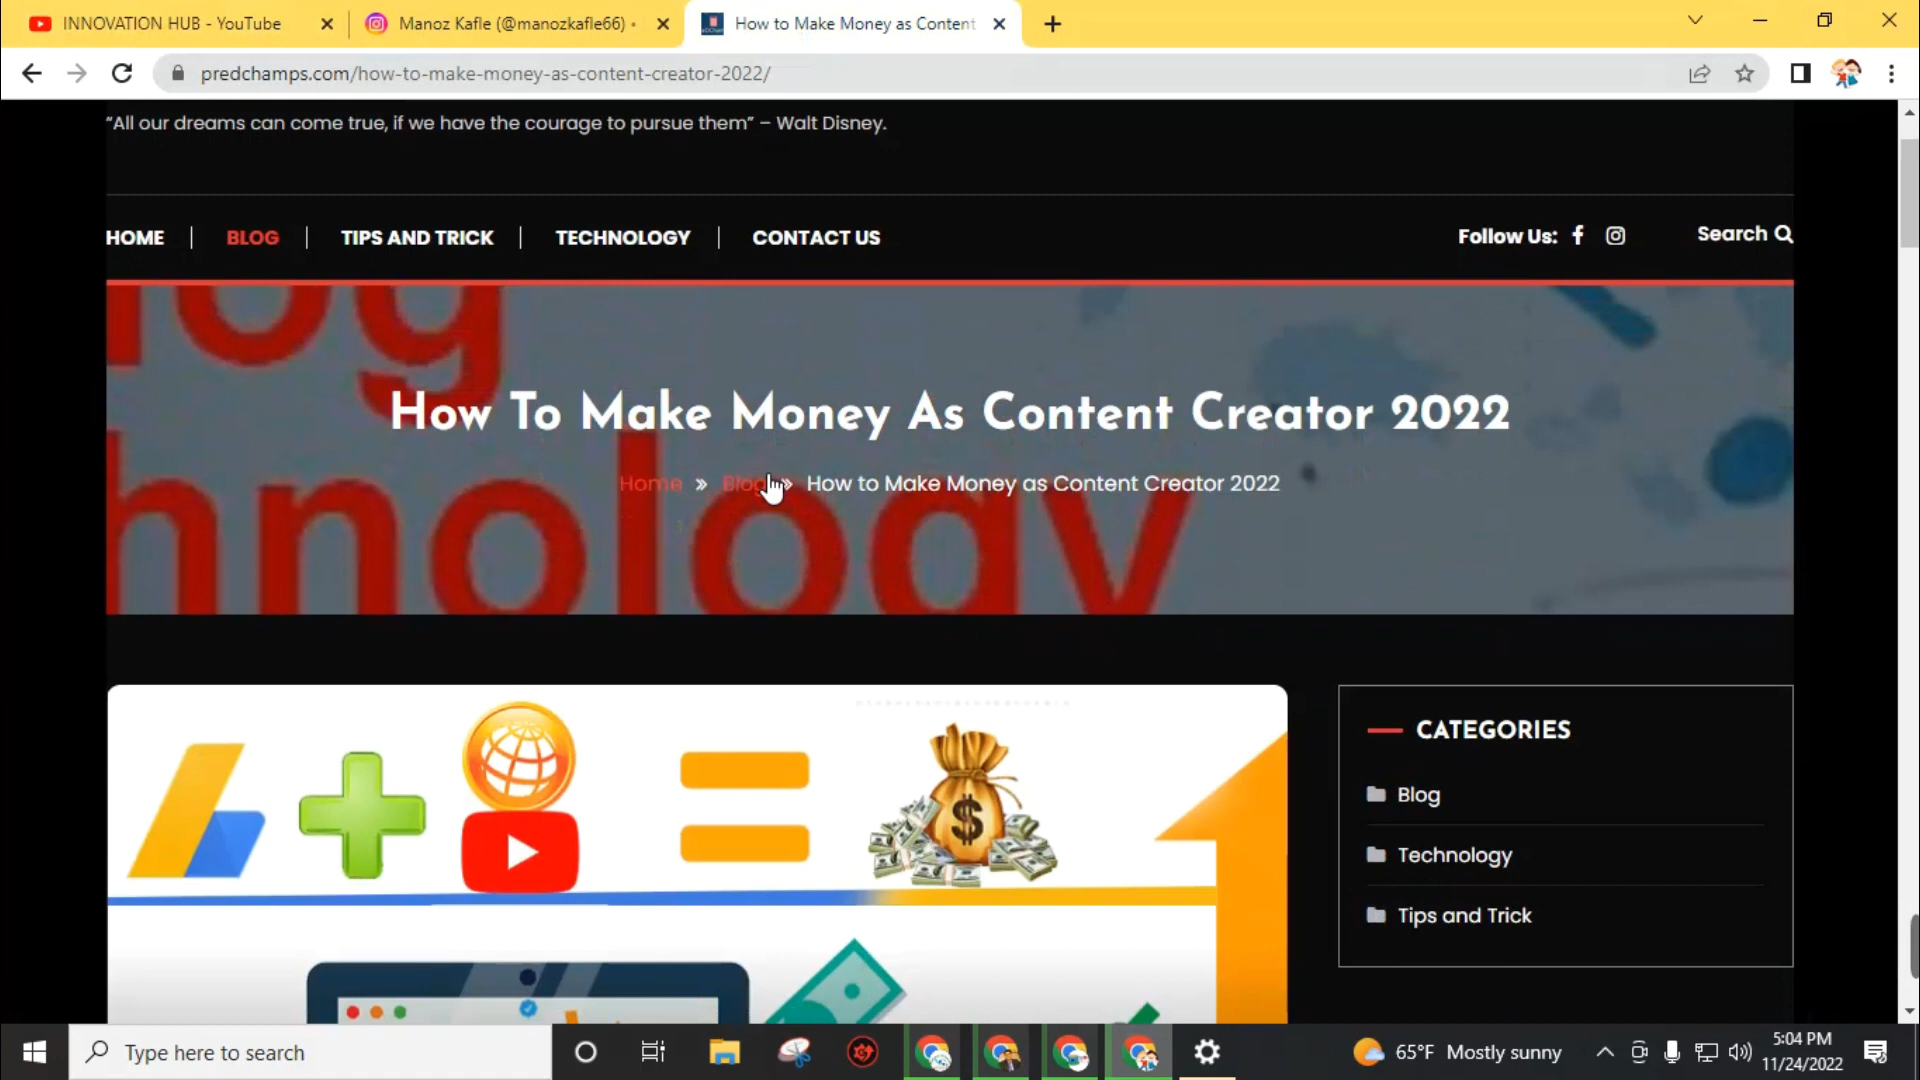 INNOVATION HUB - YouTube
Manoz Kafle (@manozkafle66) •
How to Make Money as Content
predchamps.com/how-to-make-money-as-content-creator-2022/
“All our dreams can come true, if we have the courage to pursue them” – Walt Disney.
HOME
BLOG
TIPS AND TRICK
TECHNOLOGY
CONTACT US
Follow Us:
Search
log
hnology
How To Make Money As Content Creator 2022
Home » Blog » How to Make Money as Content Creator 2022
CATEGORIES
Blog
Technology
Tips and Trick
$
Type here to search
65°F Mostly sunny
5:04 PM
11/24/2022